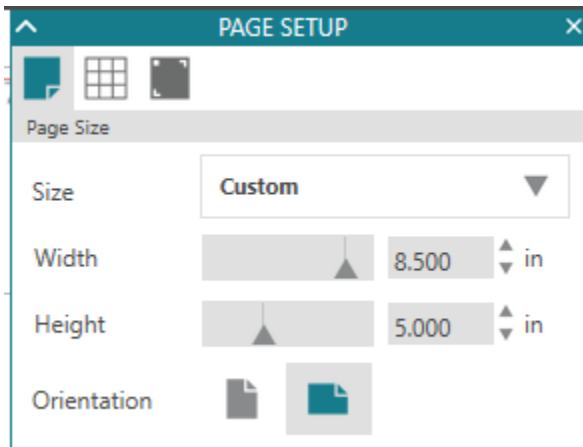 PAGE SETUP
Page Size
Size Custom
Width 8.500 in
Height 5.000 in
Orientation